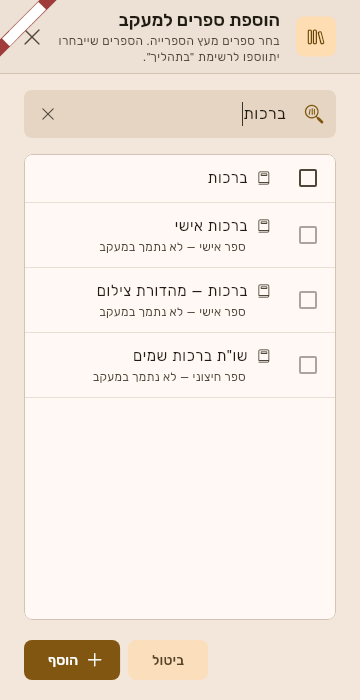 הוספת ספרים למעקב
בחר ספרים מעץ הספרייה. הספרים שייבחרו
יתווספו לרשימת "בתהליך".
ברכות
ברכות
ברכות אישי
ספר אישי – לא נתמך במעקב
ברכות – מהדורת צילום
ספר אישי – לא נתמך במעקב
שו"ת ברכות שמים
ספר חיצוני – לא נתמך במעקב
ביטול
הוסף